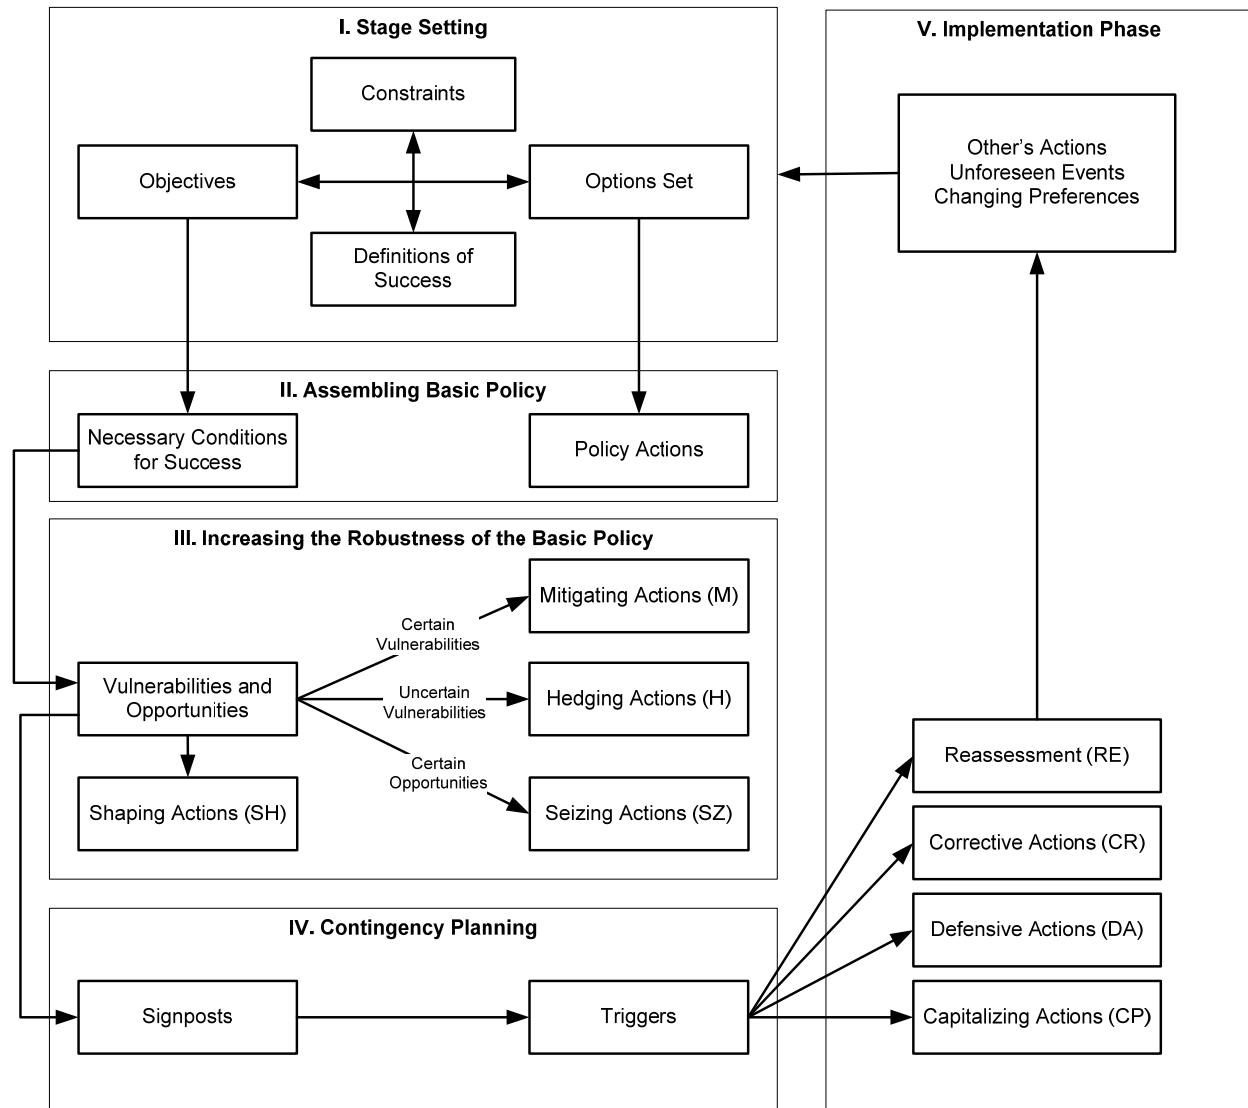 I. Stage Setting
Constraints
Objectives
Options Set
Definitions of
Success
II. Assembling Basic Policy
Necessary Conditions
for Success
Policy Actions
III. Increasing the Robustness of the Basic Policy
Mitigating Actions (M)
Certain
Vulnerabilities
Vulnerabilities and
Opportunities
Uncertain
Vulnerabilities
Hedging Actions (H)
Certain
Opportunities
Shaping Actions (SH)
Seizing Actions (SZ)
IV. Contingency Planning
Signposts
Triggers
V. Implementation Phase
Other's Actions
Unforeseen Events
Changing Preferences
Reassessment (RE)
Corrective Actions (CR)
Defensive Actions (DA)
Capitalizing Actions (CP)